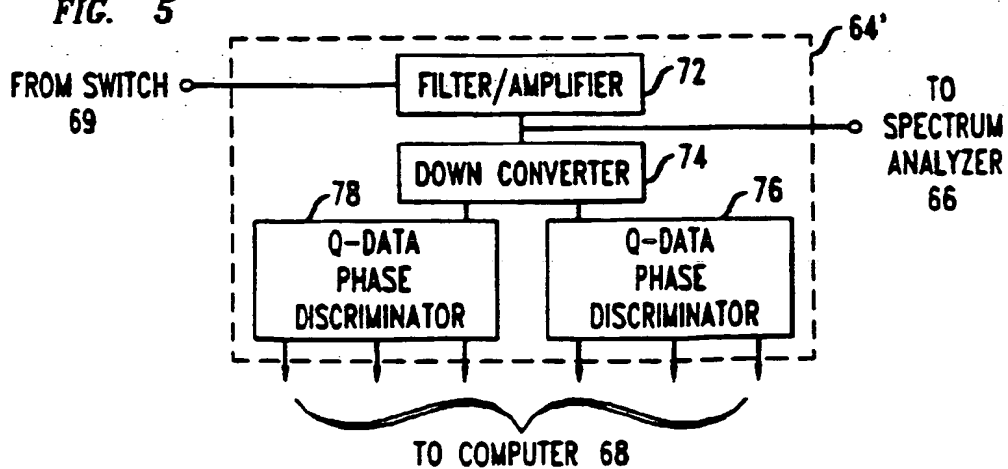 FIG. 5
64'
FROM SWITCH
69
FILTER/AMPLIFIER
72
TO
SPECTRUM
ANALYZER
66
DOWN CONVERTER
74
78
Q-DATA
PHASE
DISCRIMINATOR
76
Q-DATA
PHASE
DISCRIMINATOR
TO COMPUTER 68